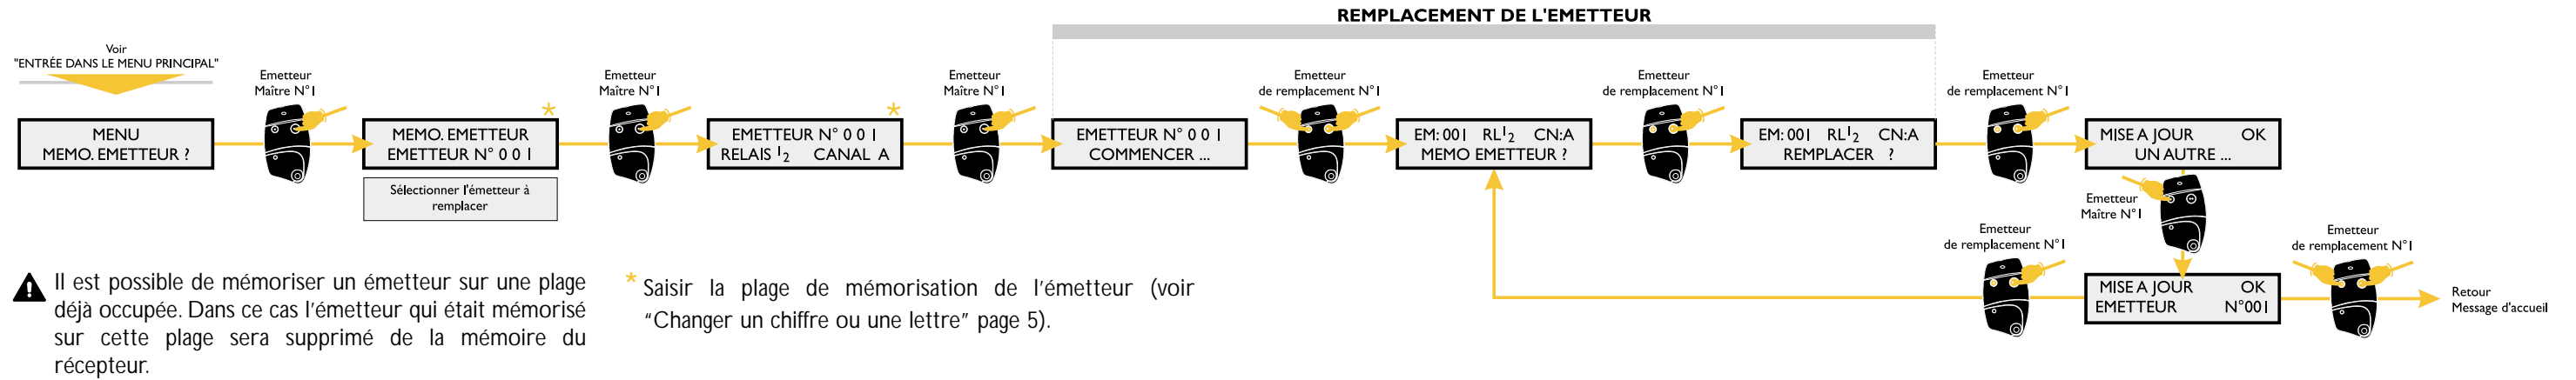 REMPLACEMENT DE L'EMETTEUR
Voir
"ENTRÉE DANS LE MENU PRINCIPAL"
MENU
MEMO. EMETTEUR ?
Emetteur
Maître N°1
*
MEMO. EMETTEUR
EMETTEUR N° 0 0 1
Sélectionner l'émetteur à
remplacer
Emetteur
Maître N°1
*
EMETTEUR N° 0 0 1
RELAIS 1 2 CANAL A
Emetteur
Maître N°1
EMETTEUR N° 0 0 1
COMMENCER ...
Emetteur
de remplacement N°1
EM: 001 RL1 2 CN:A
MEMO EMETTEUR ?
Emetteur
de remplacement N°1
EM: 001 RL1 2 CN:A
REMPLACER ?
Emetteur
de remplacement N°1
MISE A JOUR OK
UN AUTRE ...
Emetteur
Maître N°1
Emetteur
de remplacement N°1
MISE A JOUR OK
EMETTEUR N°001
Emetteur
de remplacement N°1
Retour
Message d'accueil
Il est possible de mémoriser un émetteur sur une plage
déjà occupée. Dans ce cas l'émetteur qui était mémorisé
sur cette plage sera supprimé de la mémoire du
récepteur.
* Saisir la plage de mémorisation de l'émetteur (voir
"Changer un chiffre ou une lettre" page 5).